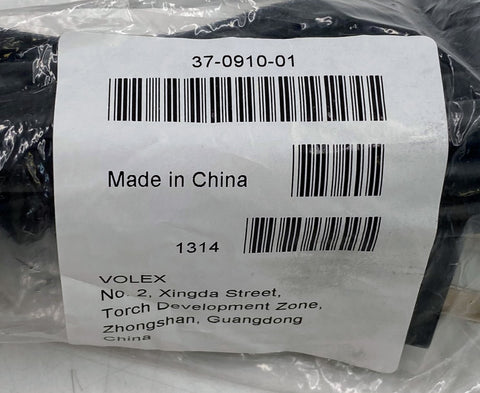 37-0910-01
Made in China
1314
VOLEX
No. 2, Xingda Street,
Torch Development Zone,
Zhongshan, Guangdong
China